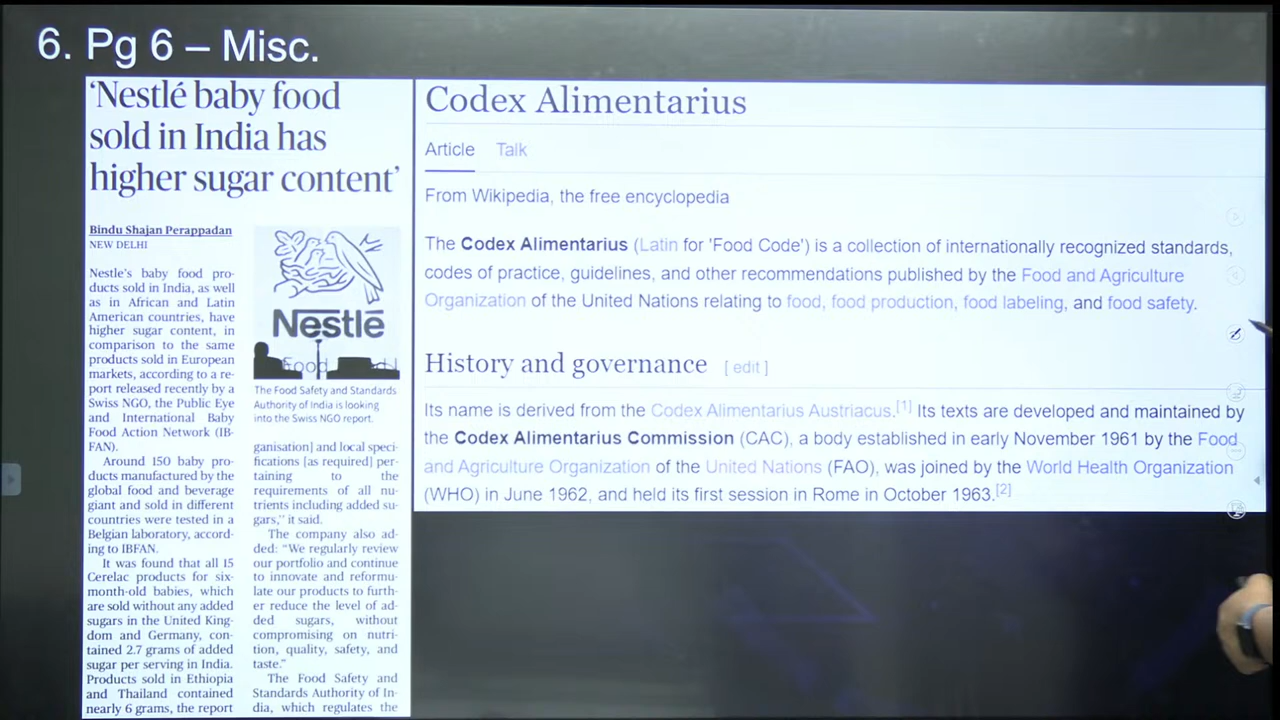 6. Pg 6 – Misc.
‘Nestlé baby food
sold in India has
higher sugar content’
Bindu Shajan Perappadan
NEW DELHI
Nestle's baby food pro-
ducts sold in India, as well
as in African and Latin
American countries, have
higher sugar content, in
comparison to the same
products sold in European
markets, according to a re-
port released recently by a
Swiss NGO, the Public Eye
and International Baby
Food Action Network (IB-
FAN).
Around 150 baby pro-
ducts manufactured by the
global food and beverage
giant and sold in different
countries were tested in a
Belgian laboratory, accord-
ing to IBFAN.
It was found that all 15
Cerelac products for six-
month-old babies, which
are sold without any added
sugars in the United King-
dom and Germany, con-
tained 2.7 grams of added
sugar per serving in India.
Products sold in Ethiopia
and Thailand contained
nearly 6 grams, the report
Nestlé
The Food Safety and Standards
Authority of India is looking
into the Swiss NGO report.
ganisation] and local speci-
fications [as required] per-
taining to the
requirements of all nu-
trients including added su-
gars,” it said.
The company also ad-
ded: “We regularly review
our portfolio and continue
to innovate and reformu-
late our products to furth-
er reduce the level of ad-
ded sugars, without
compromising on nutri-
tion, quality, safety, and
taste.”
The Food Safety and
Standards Authority of In-
dia, which regulates the
Codex Alimentarius
Article Talk
From Wikipedia, the free encyclopedia
The Codex Alimentarius (Latin for 'Food Code') is a collection of internationally recognized standards,
codes of practice, guidelines, and other recommendations published by the Food and Agriculture
Organization of the United Nations relating to food, food production, food labeling, and food safety.
History and governance [ edit ]
Its name is derived from the Codex Alimentarius Austriacus.[1] Its texts are developed and maintained by
the Codex Alimentarius Commission (CAC), a body established in early November 1961 by the Food
and Agriculture Organization of the United Nations (FAO), was joined by the World Health Organization
(WHO) in June 1962, and held its first session in Rome in October 1963.[2]